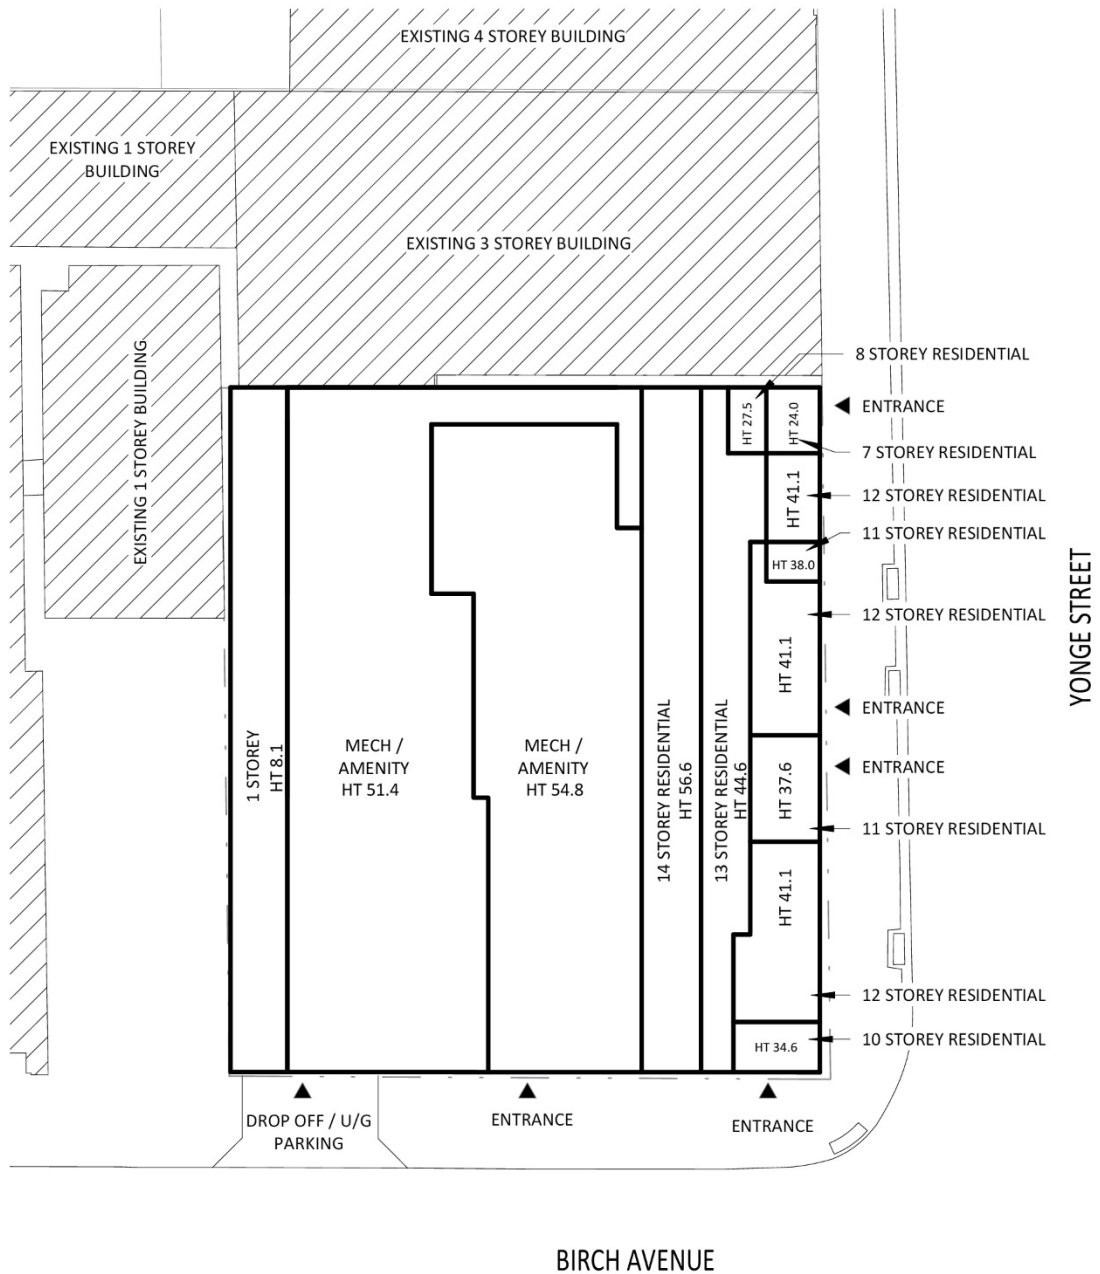 EXISTING 4 STOREY BUILDING
EXISTING 1 STOREY
BUILDING
EXISTING 3 STOREY BUILDING
EXISTING 1 STOREY BUILDING
8 STOREY RESIDENTIAL
HT 27.5
HT 24.0
ENTRANCE
7 STOREY RESIDENTIAL
HT 41.1
12 STOREY RESIDENTIAL
11 STOREY RESIDENTIAL
HT 38.0
12 STOREY RESIDENTIAL
HT 41.1
YONGE STREET
ENTRANCE
1 STOREY
HT 8.1
MECH /
AMENITY
HT 51.4
MECH /
AMENITY
HT 54.8
14 STOREY RESIDENTIAL
HT 56.6
13 STOREY RESIDENTIAL
HT 44.6
HT 37.6
ENTRANCE
11 STOREY RESIDENTIAL
HT 41.1
12 STOREY RESIDENTIAL
HT 34.6
10 STOREY RESIDENTIAL
DROP OFF / U/G
PARKING
ENTRANCE
ENTRANCE
BIRCH AVENUE